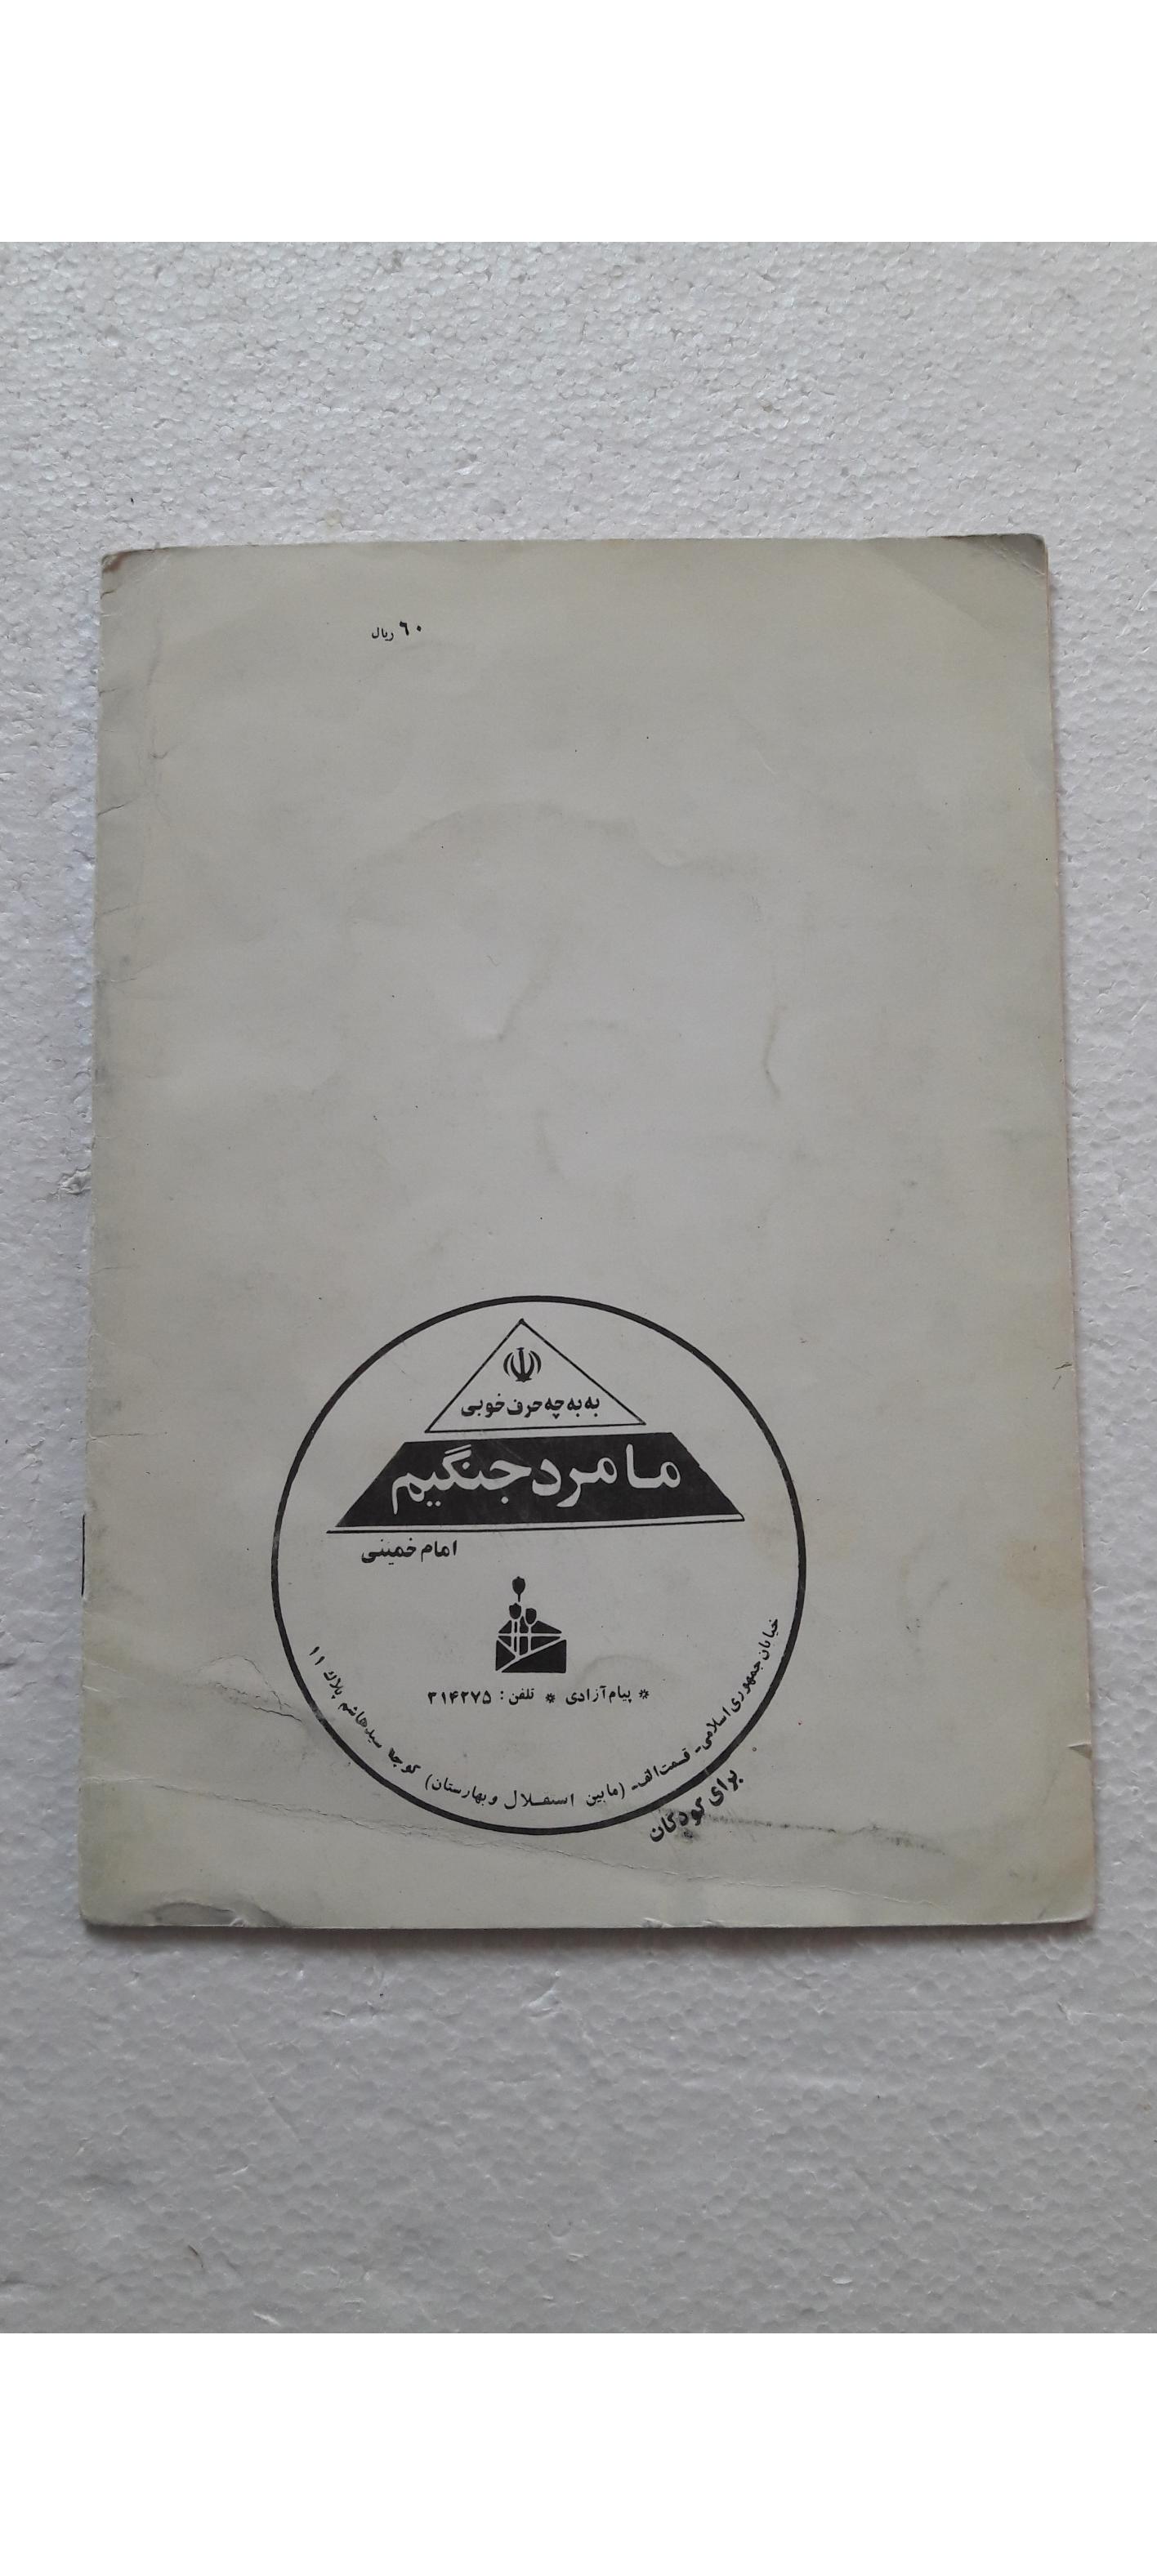 ۶۰ ریال
به به چه حرف خوبی
ما مرد جنگیم
امام خمینی
* پیام آزادی * تلفن: ۳۱۴۲۷۵
خیابان جمهوری اسلامی - قسمت الف - (مابین استقلال و بهارستان) کوچه سیدهاشم پلاک ۱۱
برای کودکان